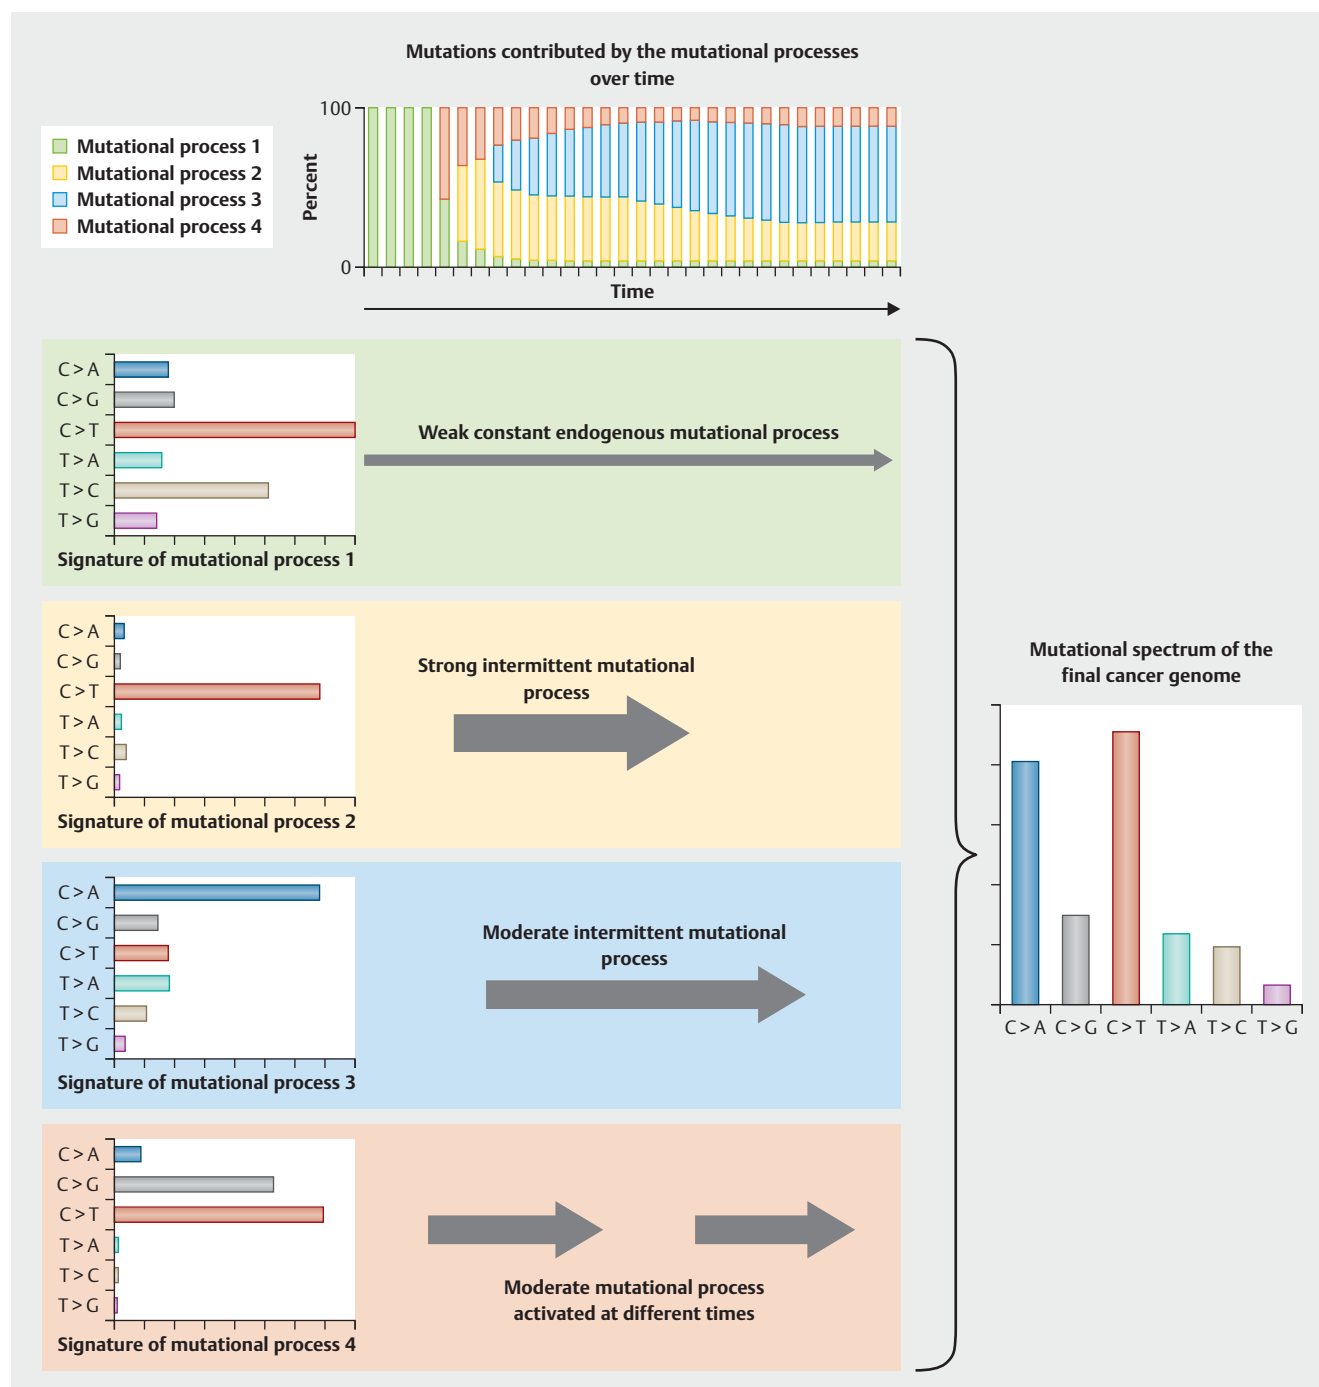 Mutations contributed by the mutational processes
over time
100
0
Percent
Time
Mutational process 1
Mutational process 2
Mutational process 3
Mutational process 4
C>A
C>G
C>T
T>A
T>C
T>G
Signature of mutational process 1
Weak constant endogenous mutational process
C>A
C>G
C>T
T>A
T>C
T>G
Signature of mutational process 2
Strong intermittent mutational
process
C>A
C>G
C>T
T>A
T>C
T>G
Signature of mutational process 3
Moderate intermittent mutational
process
C>A
C>G
C>T
T>A
T>C
T>G
Signature of mutational process 4
Moderate mutational process
activated at different times
Mutational spectrum of the
final cancer genome
C>A C>G C>T T>A T>C T>G